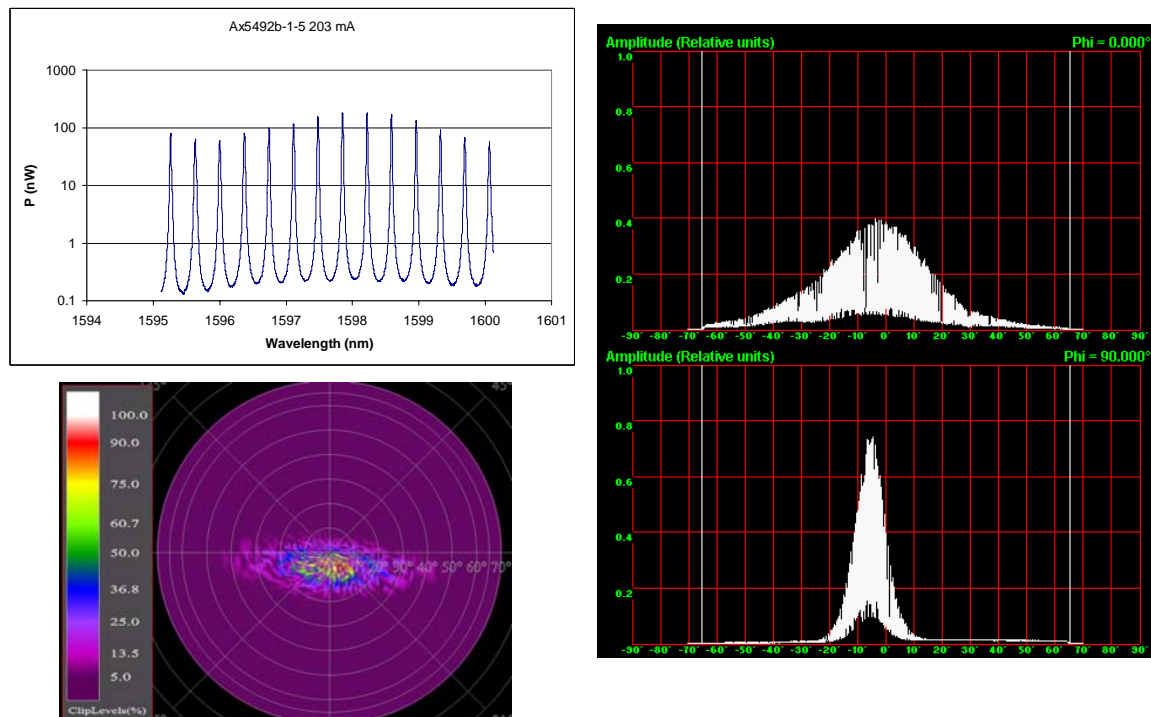 Ax5492b-1-5 203 mA
1000
100
10
1
0.1
P (nW)
1594 1595 1596 1597 1598 1599 1600 1601
Wavelength (nm)
Amplitude (Relative units) Phi = 0.000°
1.0
0.8
0.6
0.4
0.2
-90° -80° -70° -60° -50° -40° -30° -20° -10° 0° 10° 20° 30° 40° 50° 60° 70° 80° 90°
Amplitude (Relative units) Phi = 90.000°
1.0
0.8
0.6
0.4
0.2
-90° -80° -70° -60° -50° -40° -30° -20° -10° 0° 10° 20° 30° 40° 50° 60° 70° 80° 90°
45°
100.0
90.0
75.0
60.7
50.0
36.8
25.0
13.5
5.0
ClipLevels(%)
20° 30° 40° 50° 60° 70°